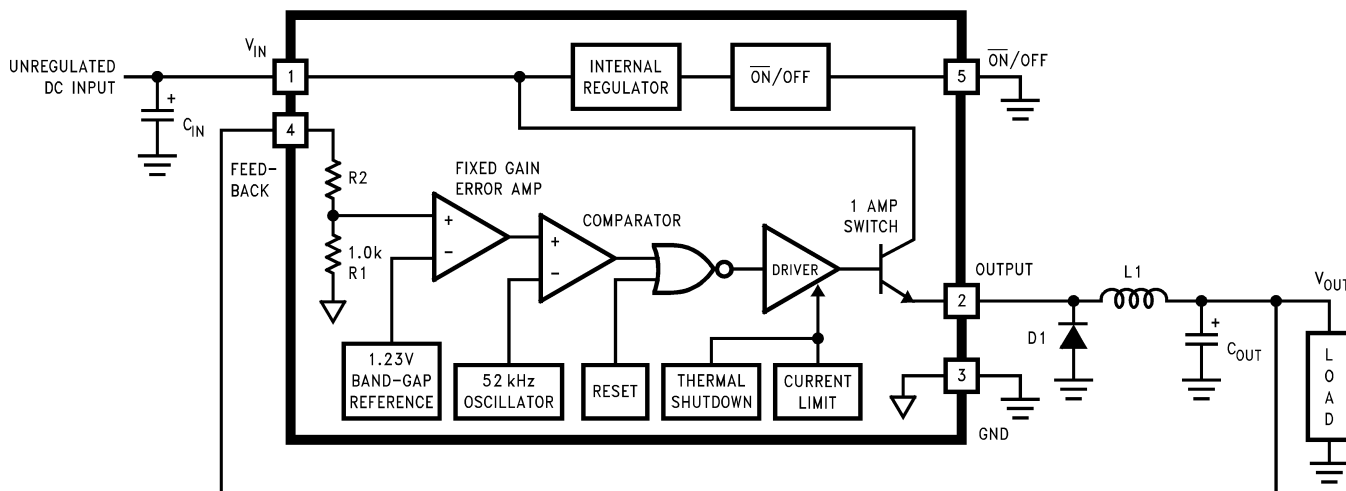 UNREGULATED
DC INPUT
+
C_IN
V_IN
1
4
FEED-
BACK
R2
1.0k
R1
INTERNAL
REGULATOR
O̅N̅/OFF
5
O̅N̅/OFF
FIXED GAIN
ERROR AMP
+
−
COMPARATOR
+
−
DRIVER
1 AMP
SWITCH
1.23V
BAND-GAP
REFERENCE
52 kHz
OSCILLATOR
RESET
THERMAL
SHUTDOWN
CURRENT
LIMIT
OUTPUT
2
3
GND
D1
L1
+
C_OUT
V_OUT
LOAD